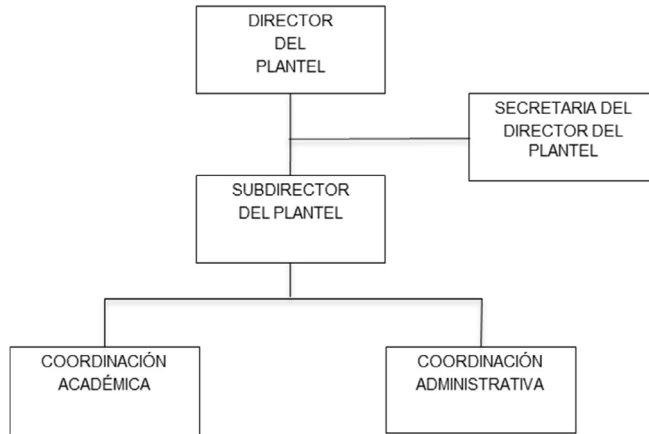 DIRECTOR
DEL
PLANTEL
SECRETARIA DEL
DIRECTOR DEL
PLANTEL
SUBDIRECTOR
DEL PLANTEL
COORDINACIÓN
ACADÉMICA
COORDINACIÓN
ADMINISTRATIVA